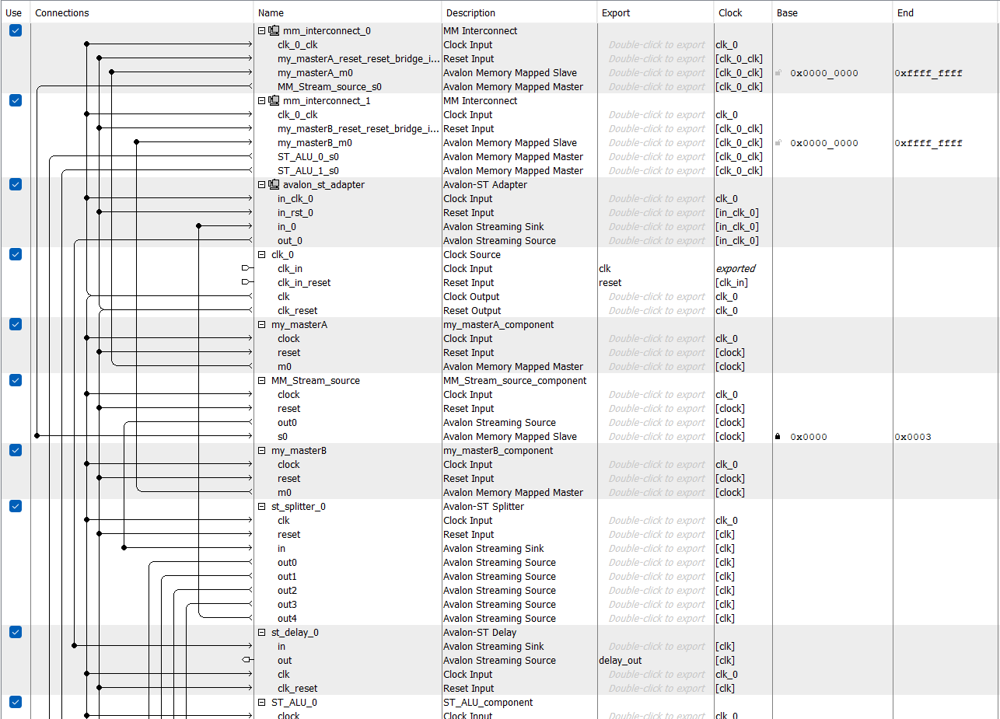 Use Connections Name Description Export Clock Base End
mm_interconnect_0 MM Interconnect
clk_0_clk Clock Input Double-click to export clk_0
my_masterA_reset_reset_bridge_i... Reset Input Double-click to export [clk_0_clk]
my_masterA_m0 Avalon Memory Mapped Slave Double-click to export [clk_0_clk] 0x0000_0000 0xffff_ffff
MM_Stream_source_s0 Avalon Memory Mapped Master Double-click to export [clk_0_clk]
mm_interconnect_1 MM Interconnect
clk_0_clk Clock Input Double-click to export clk_0
my_masterB_reset_reset_bridge_i... Reset Input Double-click to export [clk_0_clk]
my_masterB_m0 Avalon Memory Mapped Slave Double-click to export [clk_0_clk] 0x0000_0000 0xffff_ffff
ST_ALU_0_s0 Avalon Memory Mapped Master Double-click to export [clk_0_clk]
ST_ALU_1_s0 Avalon Memory Mapped Master Double-click to export [clk_0_clk]
avalon_st_adapter Avalon-ST Adapter
in_clk_0 Clock Input Double-click to export clk_0
in_rst_0 Reset Input Double-click to export [in_clk_0]
in_0 Avalon Streaming Sink Double-click to export [in_clk_0]
out_0 Avalon Streaming Source Double-click to export [in_clk_0]
clk_0 Clock Source
clk_in Clock Input clk exported
clk_in_reset Reset Input reset [clk_in]
clk Clock Output Double-click to export clk_0
clk_reset Reset Output Double-click to export clk_0
my_masterA my_masterA_component
clock Clock Input Double-click to export clk_0
reset Reset Input Double-click to export [clock]
m0 Avalon Memory Mapped Master Double-click to export [clock]
MM_Stream_source MM_Stream_source_component
clock Clock Input Double-click to export clk_0
reset Reset Input Double-click to export [clock]
out0 Avalon Streaming Source Double-click to export [clock]
s0 Avalon Memory Mapped Slave Double-click to export [clock] 0x0000 0x0003
my_masterB my_masterB_component
clock Clock Input Double-click to export clk_0
reset Reset Input Double-click to export [clock]
m0 Avalon Memory Mapped Master Double-click to export [clock]
st_splitter_0 Avalon-ST Splitter
clk Clock Input Double-click to export clk_0
reset Reset Input Double-click to export [clk]
in Avalon Streaming Sink Double-click to export [clk]
out0 Avalon Streaming Source Double-click to export [clk]
out1 Avalon Streaming Source Double-click to export [clk]
out2 Avalon Streaming Source Double-click to export [clk]
out3 Avalon Streaming Source Double-click to export [clk]
out4 Avalon Streaming Source Double-click to export [clk]
st_delay_0 Avalon-ST Delay
in Avalon Streaming Sink Double-click to export [clk]
out Avalon Streaming Source delay_out [clk]
clk Clock Input Double-click to export clk_0
clk_reset Reset Input Double-click to export [clk]
ST_ALU_0 ST_ALU_component
clock Clock Input Double-click to export clk_0